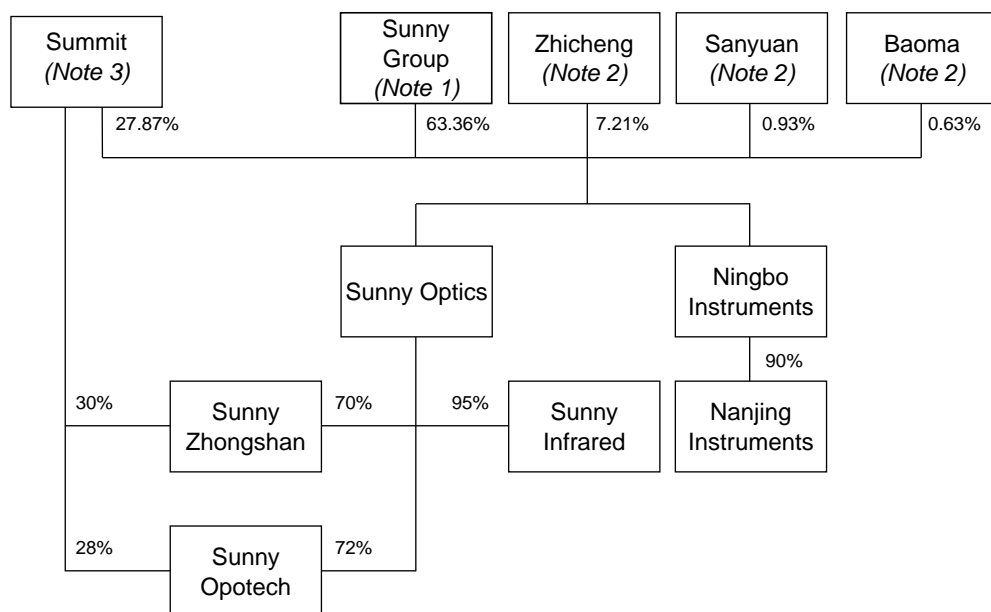 Summit
(Note 3)
Sunny
Group
(Note 1)
Zhicheng
(Note 2)
Sanyuan
(Note 2)
Baoma
(Note 2)
27.87%
63.36%
7.21%
0.93%
0.63%
Sunny Optics
Ningbo
Instruments
90%
30%
Sunny
Zhongshan
70%
95%
Sunny
Infrared
Nanjing
Instruments
28%
Sunny
Opotech
72%